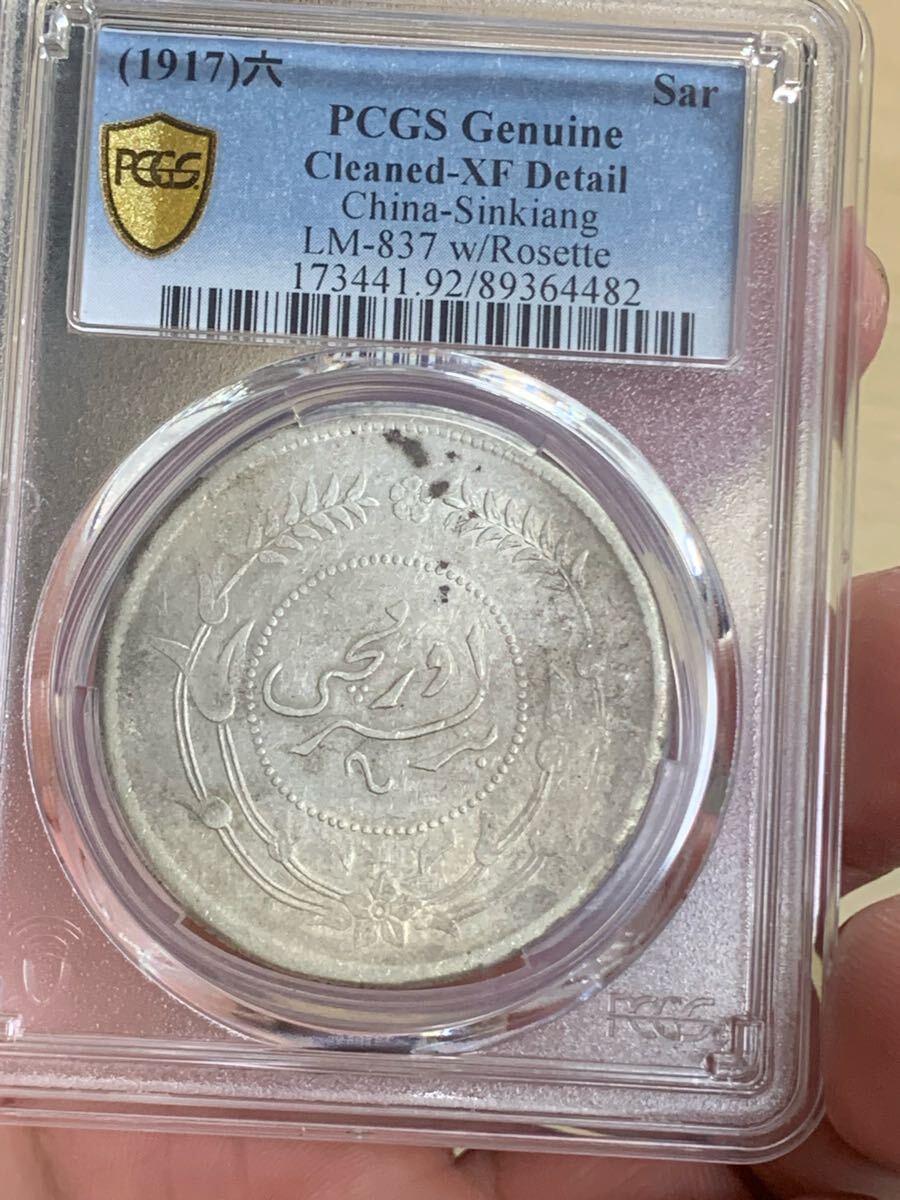 (1917)六 Sar
PCGS Genuine
Cleaned-XF Detail
China-Sinkiang
LM-837 w/Rosette
173441.92/89364482
PCGS
PCGS